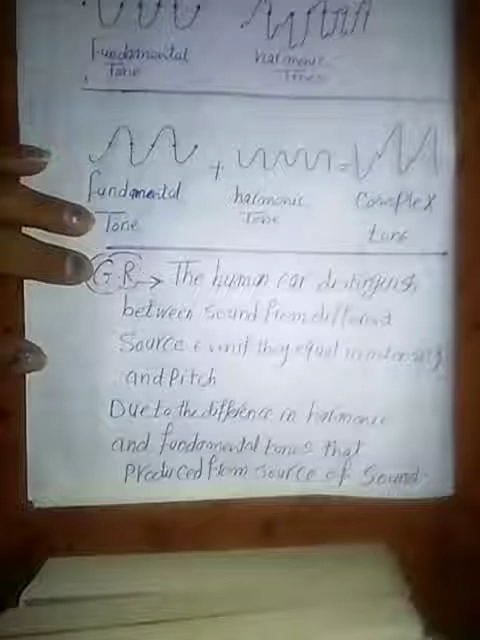 Fundamental harmonic
Tone Tones
+ =
fundamental harmonic Complex
Tone Tone tone
G.R → The human ear distinguish
between sound from different
Source even if they equal in intensity
and Pitch
Due to the difference in harmonic
and fundamental tones that
Produced from source of Sound.